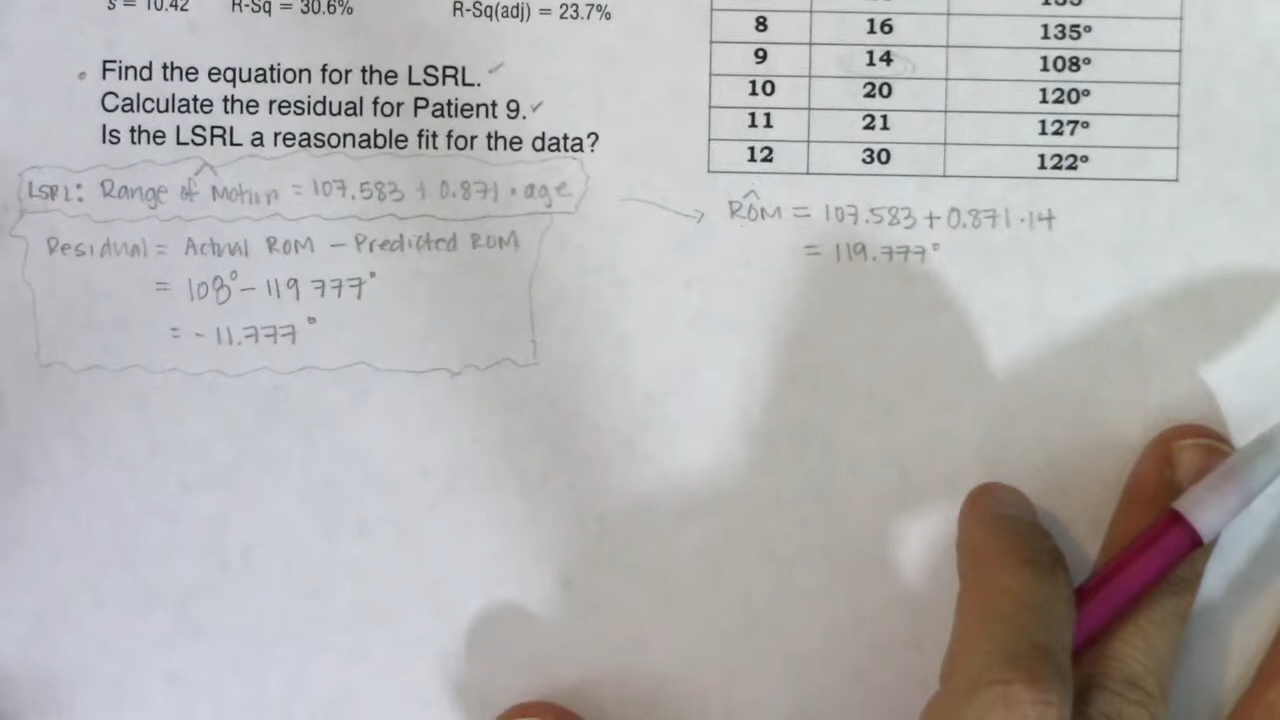 s = 10.42 R-Sq = 30.6% R-Sq(adj) = 23.7%
Find the equation for the LSRL. ✓
Calculate the residual for Patient 9. ✓
Is the LSRL a reasonable fit for the data?
8 16 135°
9 14 108°
10 20 120°
11 21 127°
12 30 122°
LSRL: Range of Motion = 107.583 + 0.871 · age
Residual = Actual ROM - Predicted ROM
= 108° - 119.777°
= -11.777°
ROM = 107.583 + 0.871 · 14
= 119.777°